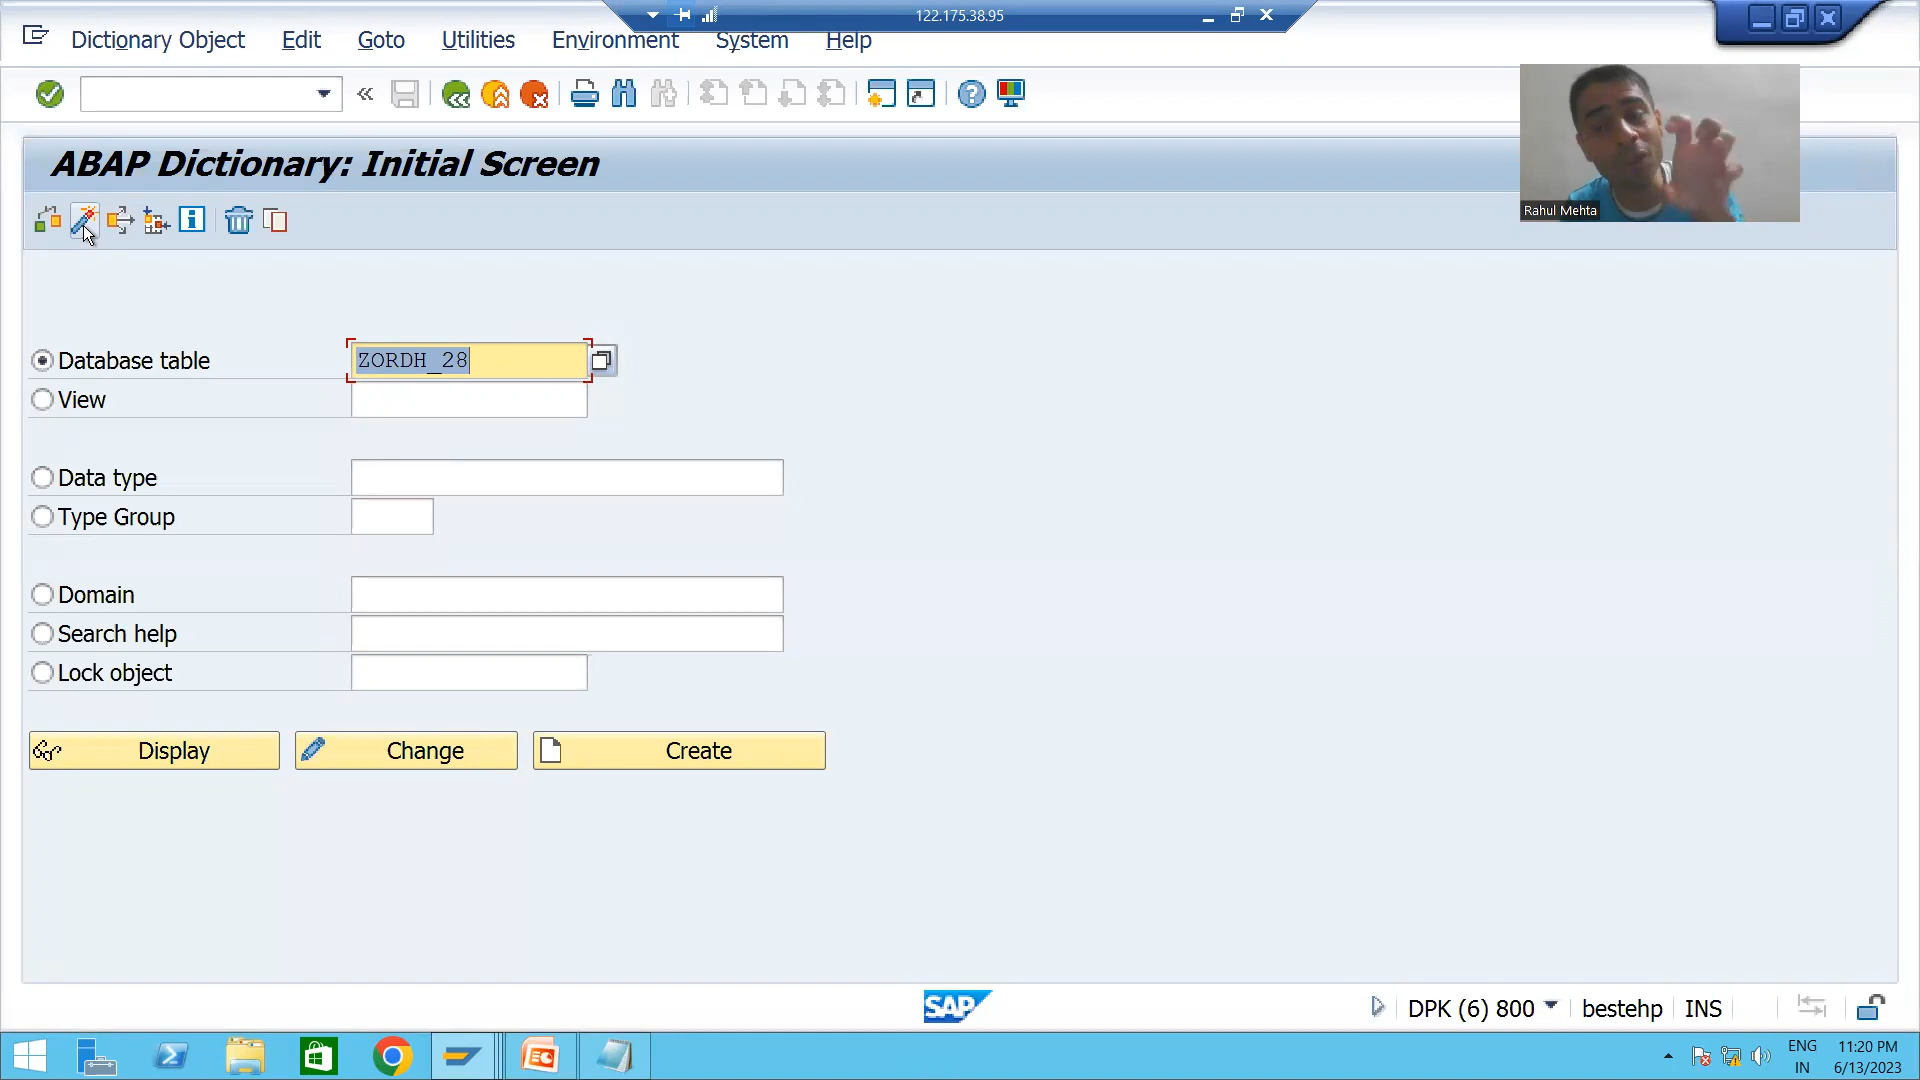 122.175.38.95
Dictionary Object Edit Goto Utilities Environment System Help
ABAP Dictionary: Initial Screen
Rahul Mehta
Database table ZORDH_28
View
Data type
Type Group
Domain
Search help
Lock object
Display Change Create
SAP
DPK (6) 800 bestehp INS
ENG 11:20 PM
IN 6/13/2023